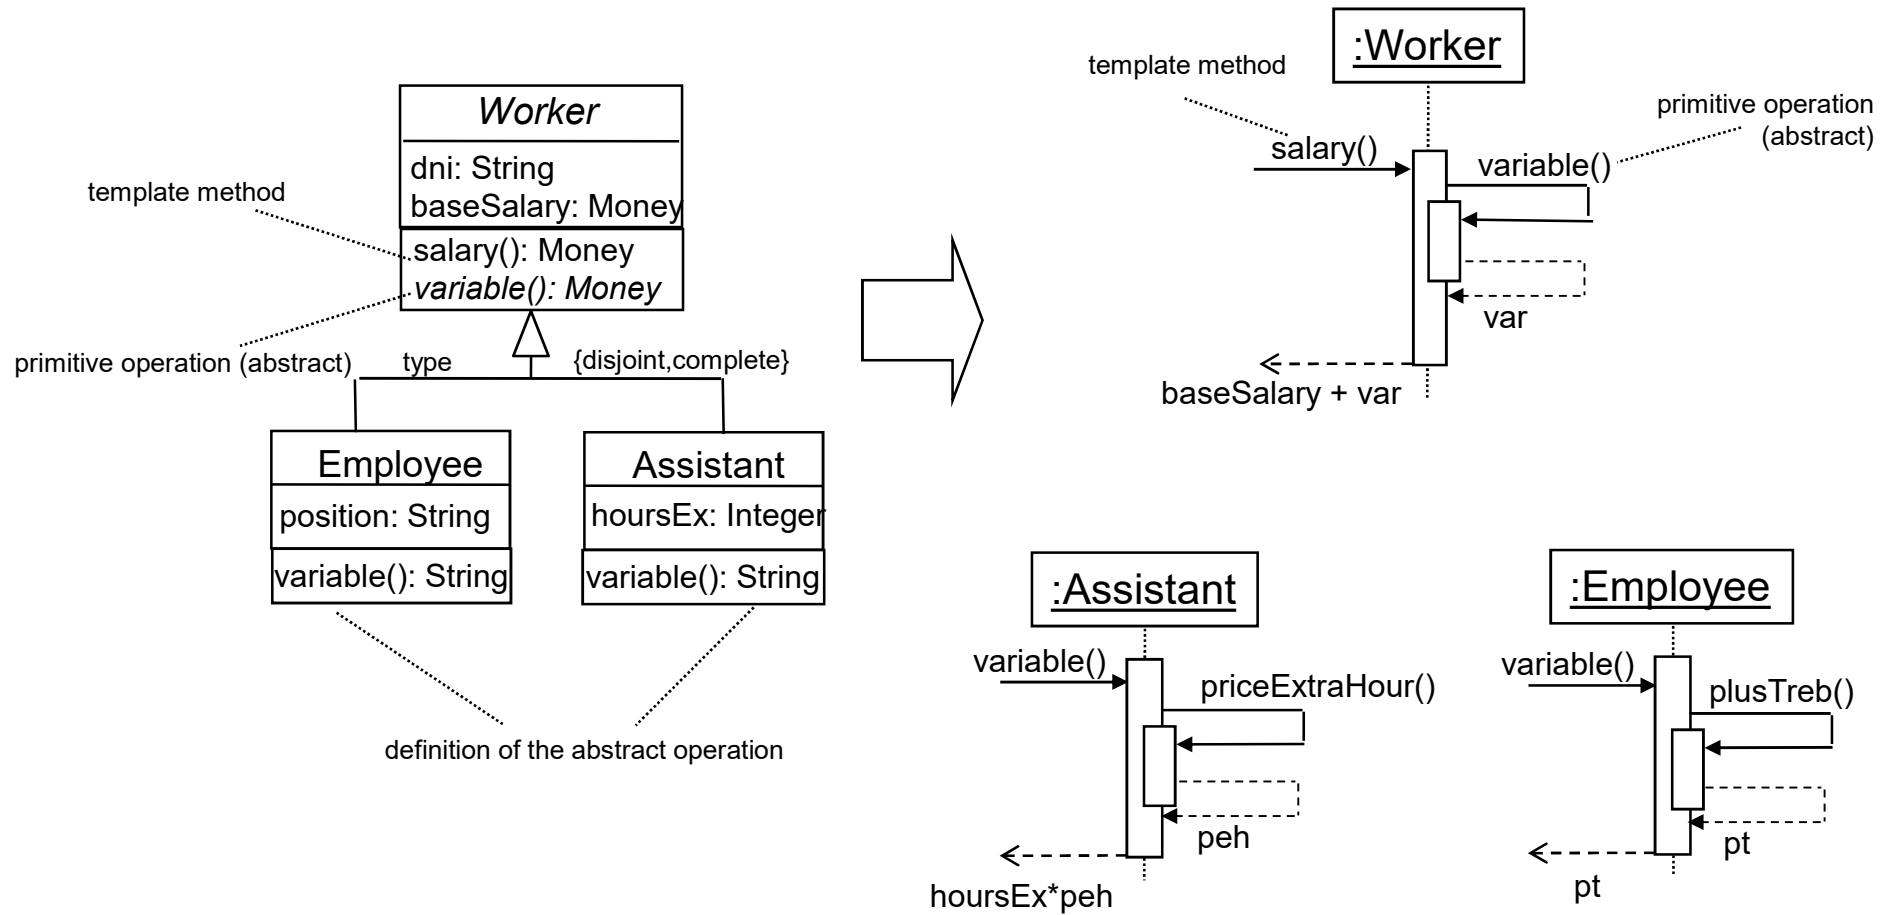 Worker
dni: String
baseSalary: Money
template method
salary(): Money
variable(): Money
primitive operation (abstract)
type
{disjoint,complete}
Employee
position: String
variable(): String
Assistant
hoursEx: Integer
variable(): String
definition of the abstract operation
:Worker
template method
primitive operation
(abstract)
salary()
variable()
var
baseSalary + var
:Assistant
variable()
priceExtraHour()
peh
hoursEx*peh
:Employee
variable()
plusTreb()
pt
pt